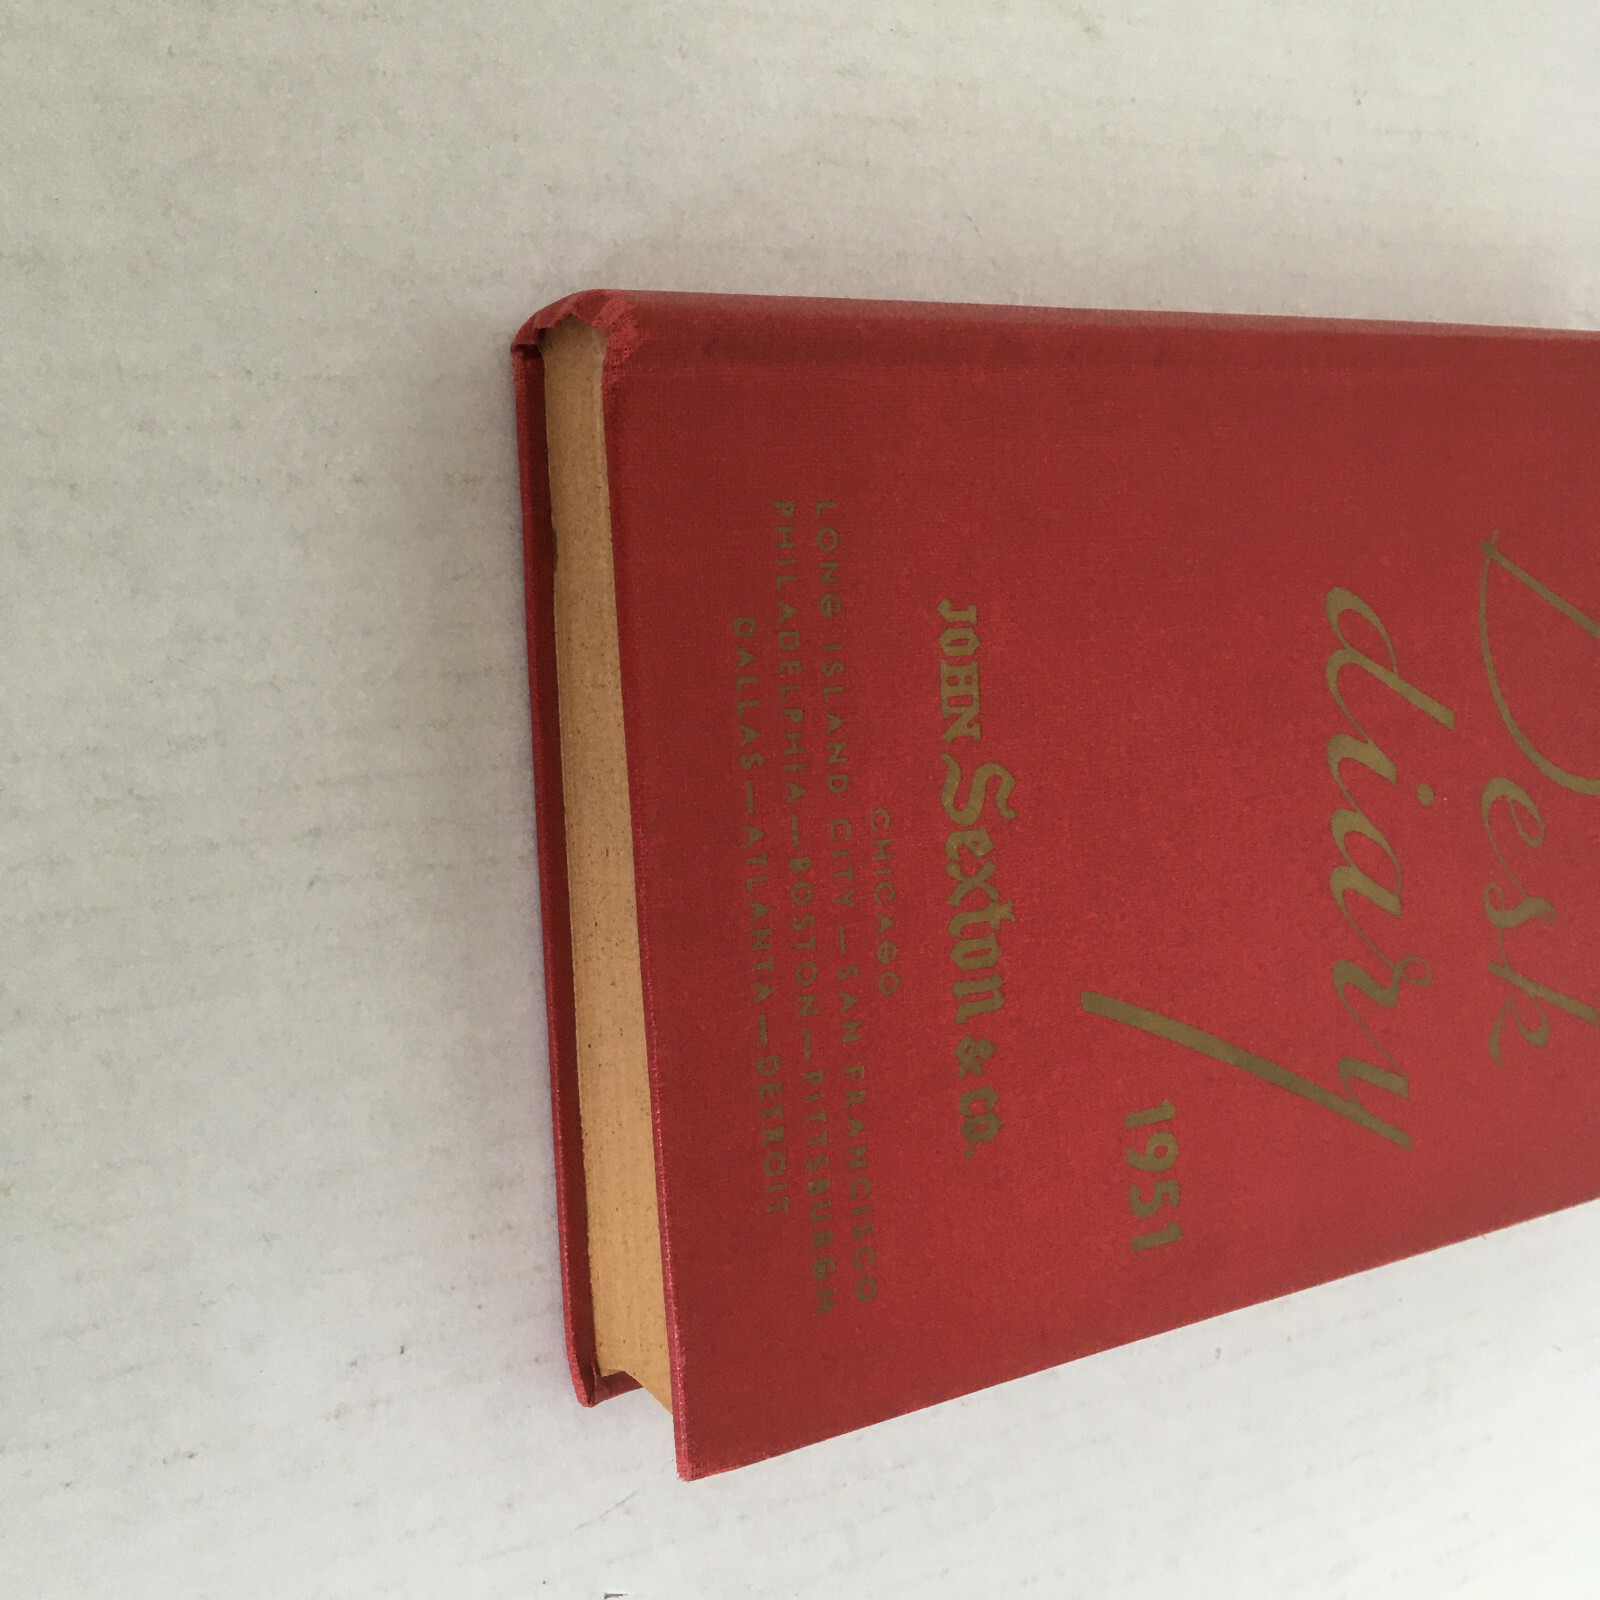 Desk
diary
1951
JOHN Sexton & CO.
CHICAGO
LONG ISLAND CITY—SAN FRANCISCO
PHILADELPHIA—BOSTON—PITTSBURGH
DALLAS—ATLANTA—DETROIT